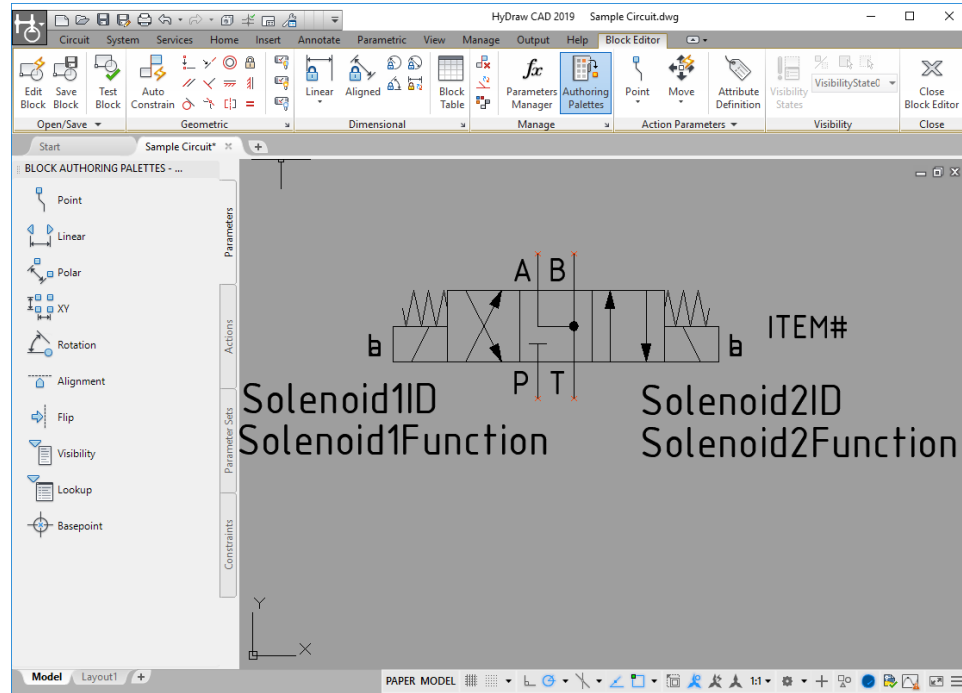 HyDraw CAD 2019 Sample Circuit.dwg
Circuit System Services Home Insert Annotate Parametric View Manage Output Help Block Editor
Edit Block
Save Block
Test Block
Auto Constrain
Linear
Aligned
Block Table
fx
Parameters Manager
Authoring Palettes
Point
Move
Attribute Definition
Visibility States
VisibilityState0
Close Block Editor
Open/Save Geometric Dimensional Manage Action Parameters Visibility Close
Start Sample Circuit* +
BLOCK AUTHORING PALETTES - ...
Point
Linear
Polar
XY
Rotation
Alignment
Flip
Visibility
Lookup
Basepoint
Parameters
Actions
Parameter Sets
Constraints
A B
ITEM#
P T
Solenoid1ID
Solenoid1Function
Solenoid2ID
Solenoid2Function
Y
X
Model Layout1 +
PAPER MODEL 1:1